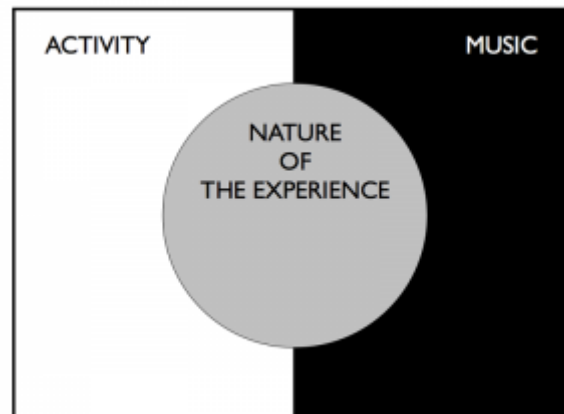 ACTIVITY
MUSIC
NATURE
OF
THE EXPERIENCE